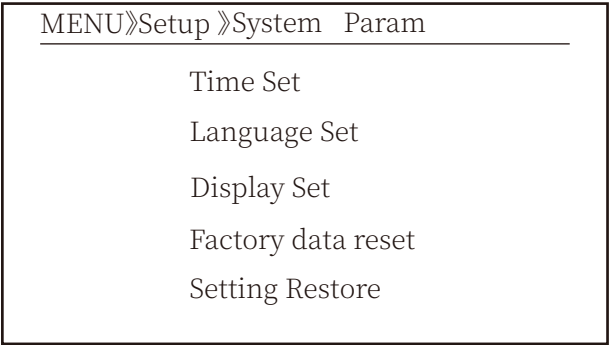 MENU》Setup 》System Param
Time Set
Language Set
Display Set
Factory data reset
Setting Restore